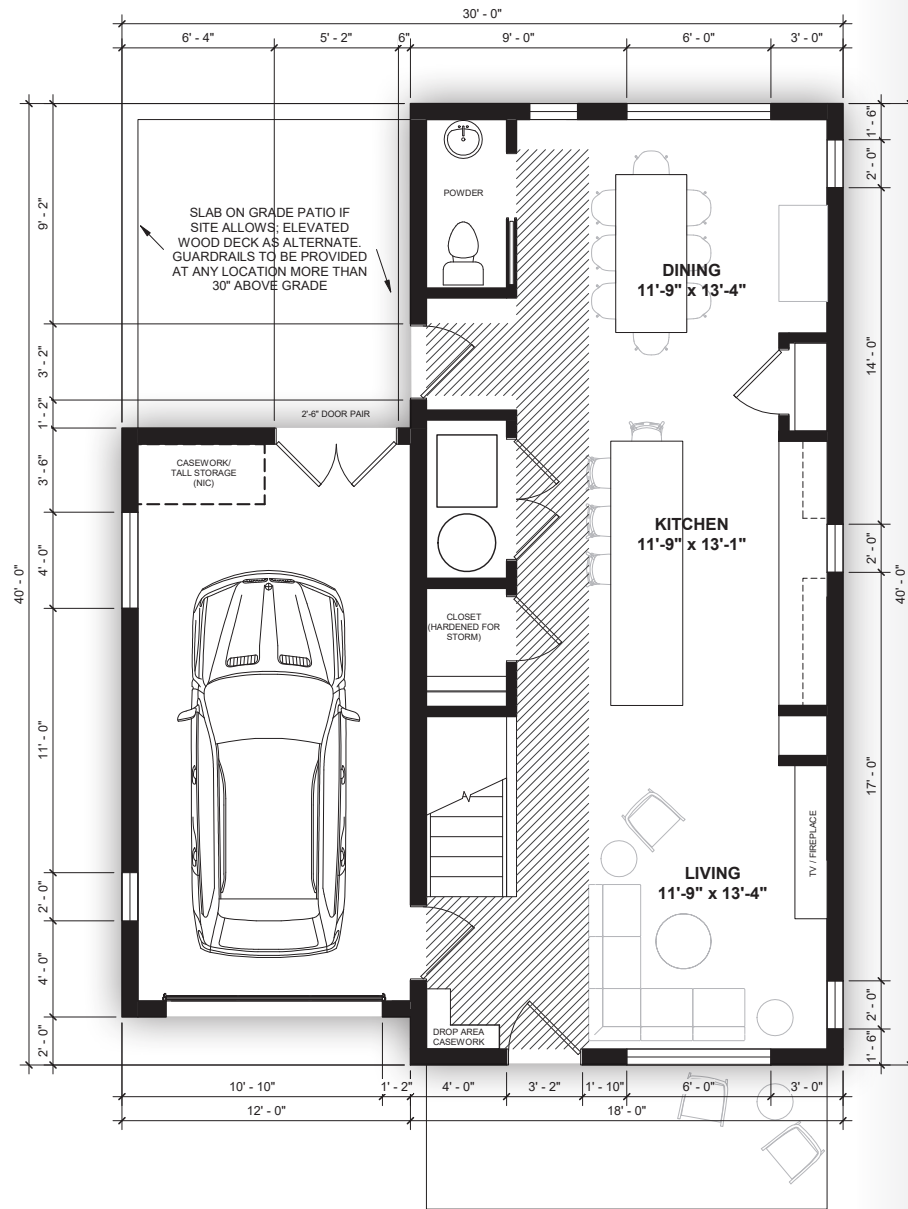 30' - 0"
6' - 4"
5' - 2"
6"
9' - 0"
6' - 0"
3' - 0"
1' - 6"
2' - 0"
14' - 0"
2' - 0"
40' - 0"
17' - 0"
2' - 0"
1' - 6"
40' - 0"
9' - 2"
3' - 2"
1' - 2"
3' - 6"
4' - 0"
11' - 0"
2' - 0"
4' - 0"
2' - 0"
SLAB ON GRADE PATIO IF
SITE ALLOWS; ELEVATED
WOOD DECK AS ALTERNATE.
GUARDRAILS TO BE PROVIDED
AT ANY LOCATION MORE THAN
30" ABOVE GRADE
POWDER
DINING
11'-9" x 13'-4"
2'-6" DOOR PAIR
CASEWORK/
TALL STORAGE
(NIC)
KITCHEN
11'-9" x 13'-1"
CLOSET
(HARDENED FOR
STORM)
TV / FIREPLACE
LIVING
11'-9" x 13'-4"
DROP AREA
CASEWORK
10' - 10"
1' - 2"
4' - 0"
3' - 2"
1' - 10"
6' - 0"
3' - 0"
12' - 0"
18' - 0"